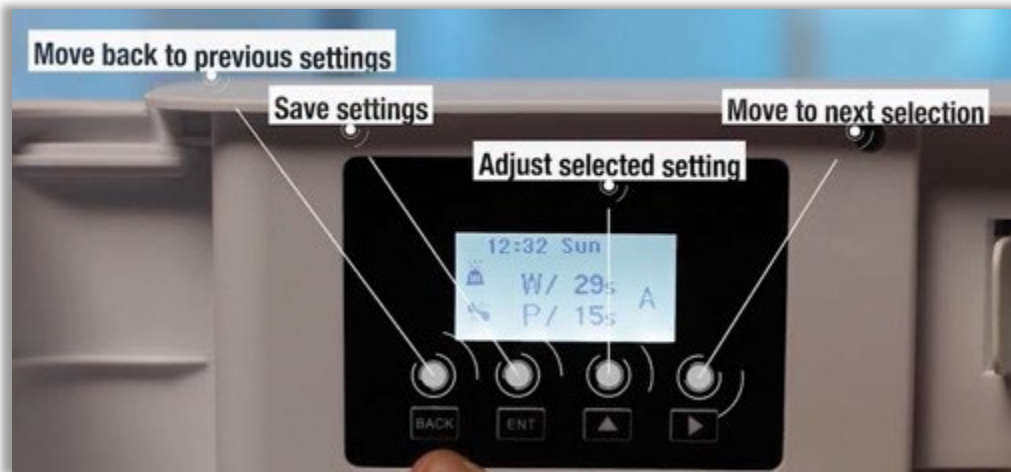 Move back to previous settings
Save settings
Move to next selection
Adjust selected setting
12:32 Sun
W/ 29s
A
P/ 15s
BACK
ENT